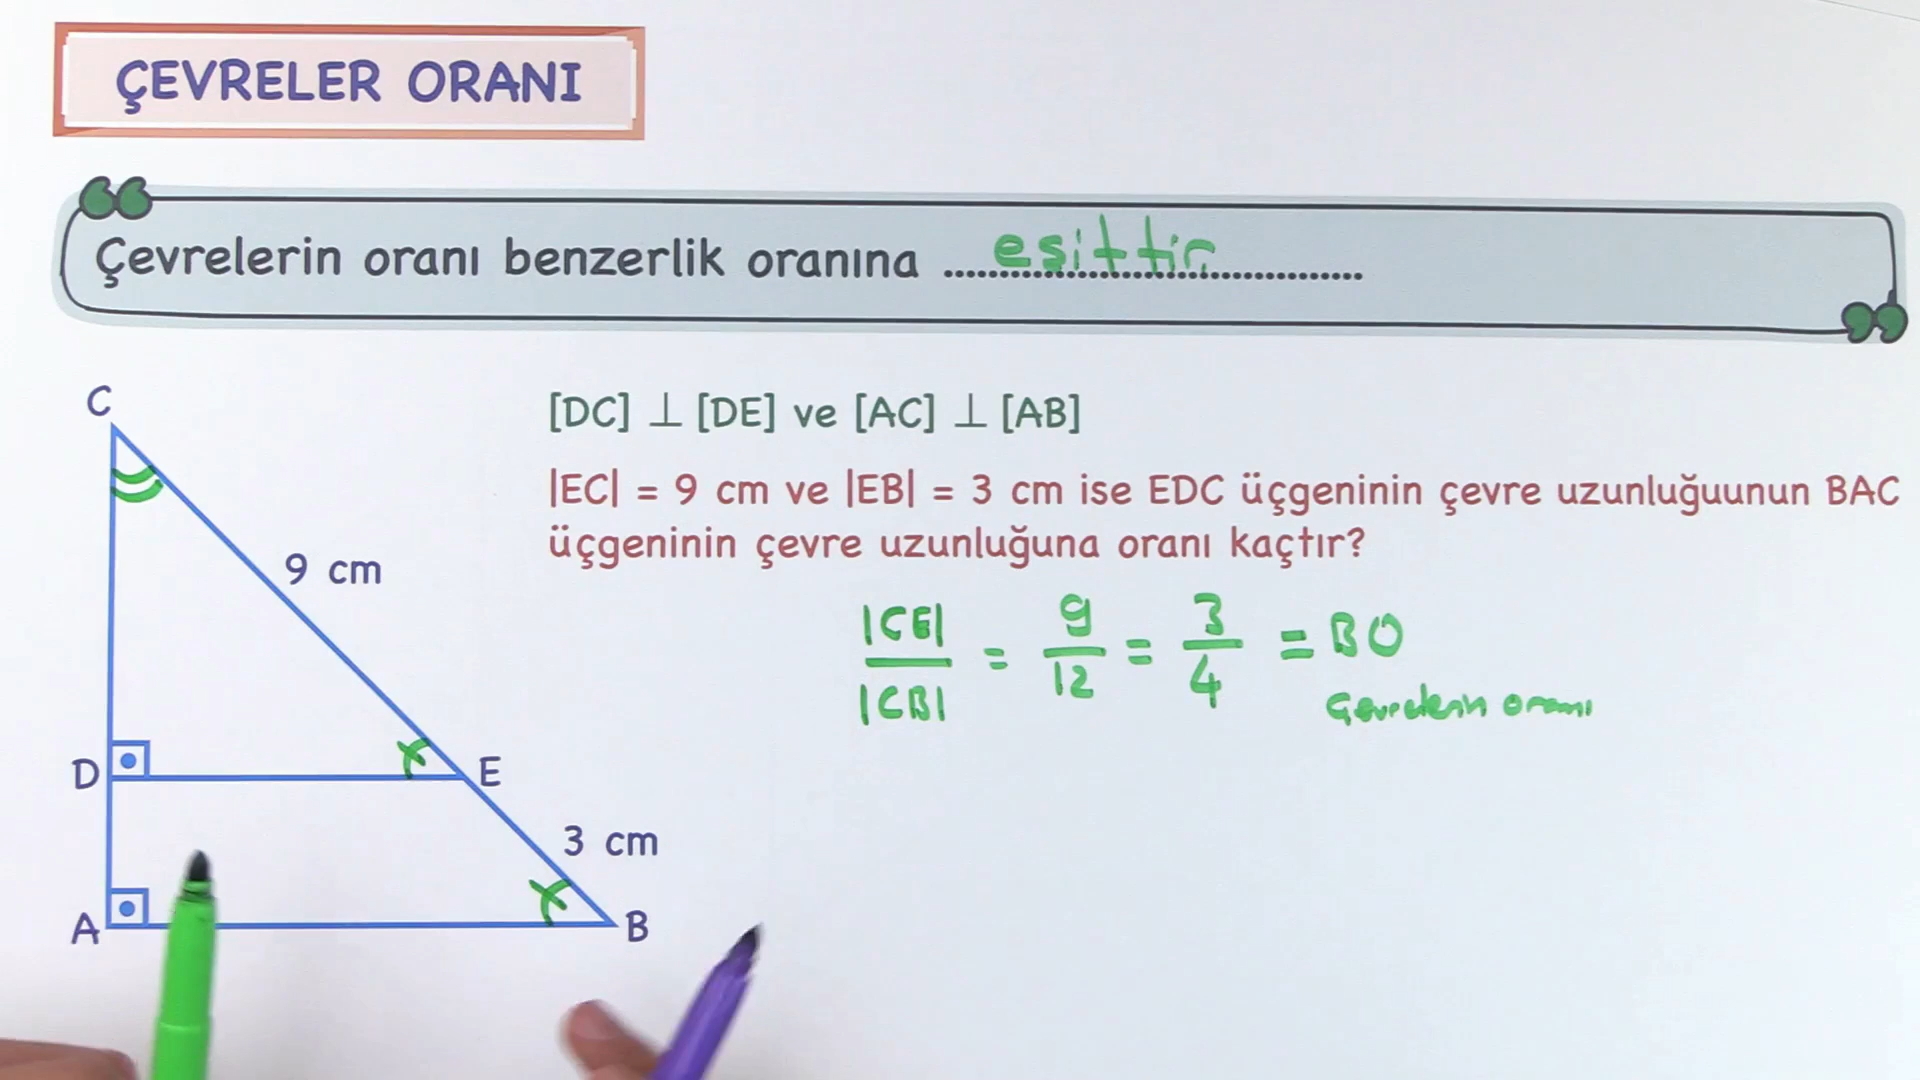 ÇEVRELER ORANI
Çevrelerin oranı benzerlik oranına eşittir
C
[DC] ⊥ [DE] ve [AC] ⊥ [AB]
|EC| = 9 cm ve |EB| = 3 cm ise EDC üçgeninin çevre uzunluğuunun BAC
üçgeninin çevre uzunluğuna oranı kaçtır?
9 cm
|CE| / |CB| = 9 / 12 = 3 / 4 = BO
Çevrelerin oranı
D
E
3 cm
A
B